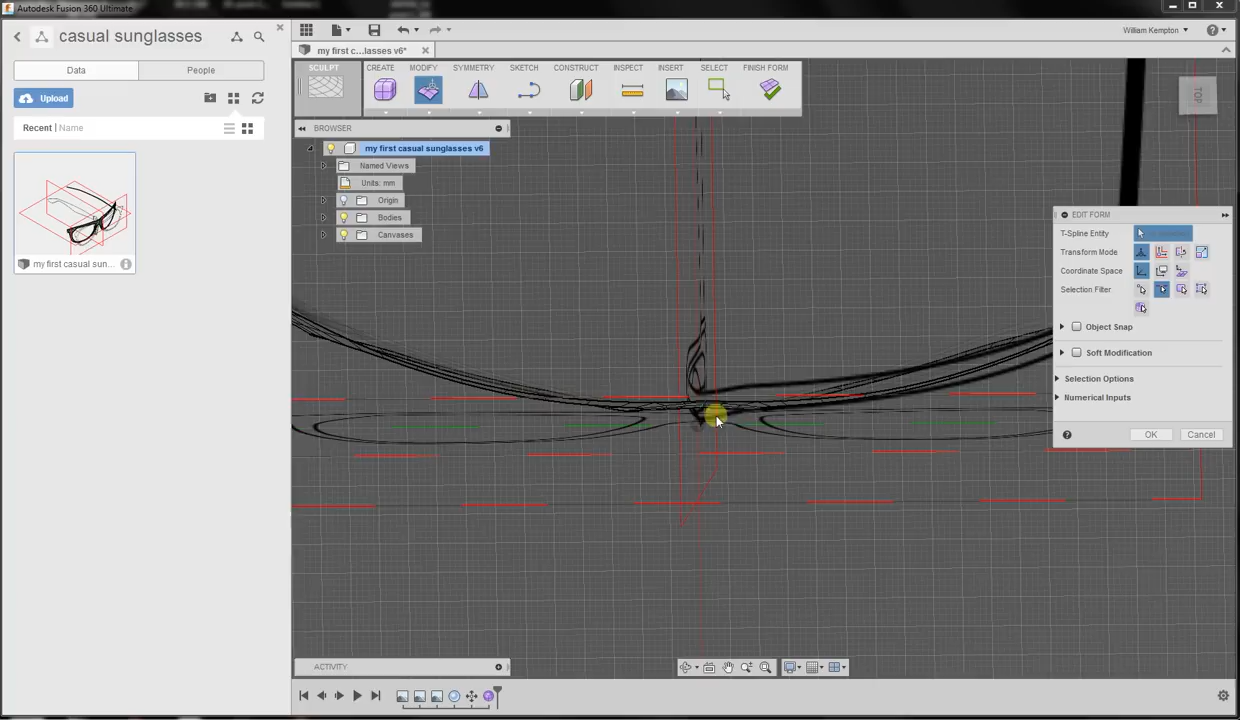 Autodesk Fusion 360 Ultimate
casual sunglasses
Data
People
Upload
Recent | Name
my first casual sun...
William Kempton
my first c...lasses v6*
SCULPT
CREATE
MODIFY
SYMMETRY
SKETCH
CONSTRUCT
INSPECT
INSERT
SELECT
FINISH FORM
BROWSER
my first casual sunglasses v6
Named Views
Units: mm
Origin
Bodies
Canvases
TOP
EDIT FORM
T-Spline Entity
Transform Mode
Coordinate Space
Selection Filter
Object Snap
Soft Modification
Selection Options
Numerical Inputs
OK
Cancel
ACTIVITY